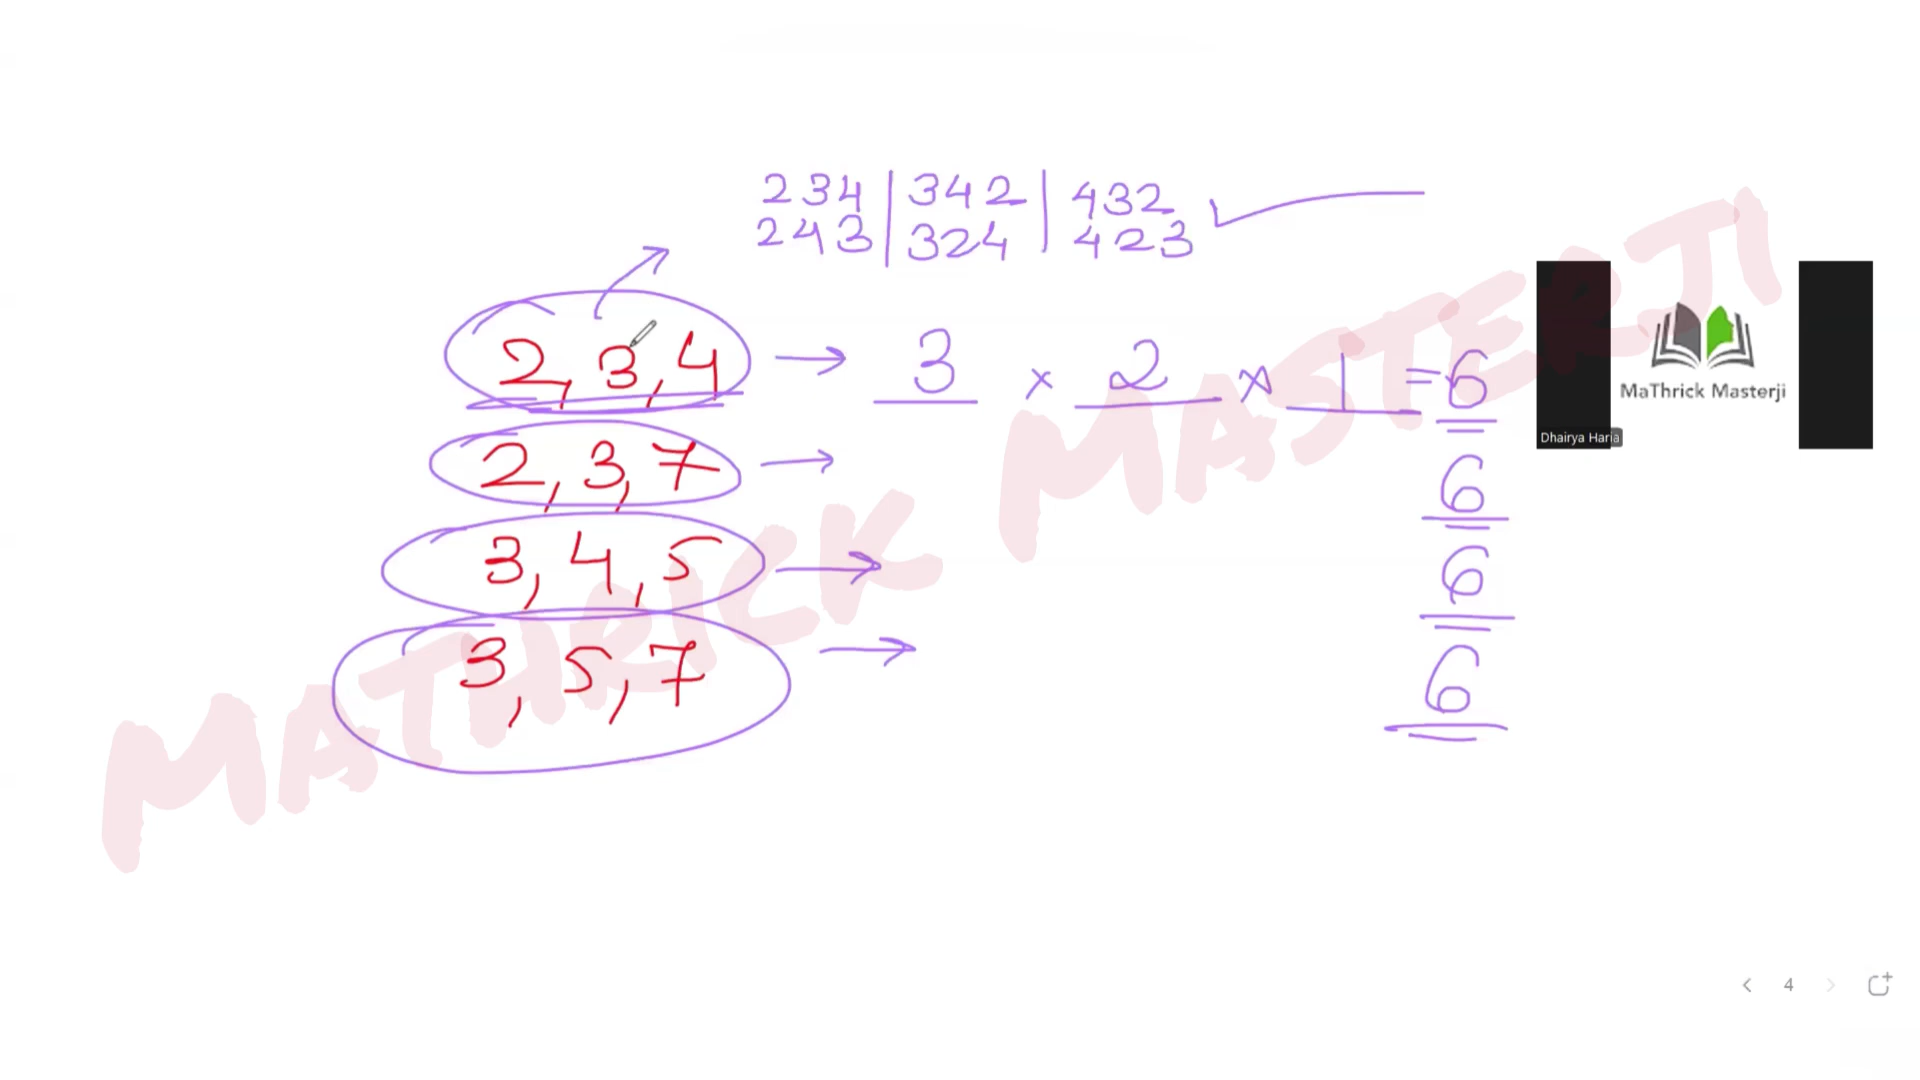 234 | 342 | 432
243 | 324 | 423
2, 3, 4 → 3 × 2 × 1 = 6
2, 3, 7 → 6
3, 4, 5 → 6
3, 5, 7 → 6
MATHRICK MASTERJI
MaThrick Masterji
Dhairya Haria
4